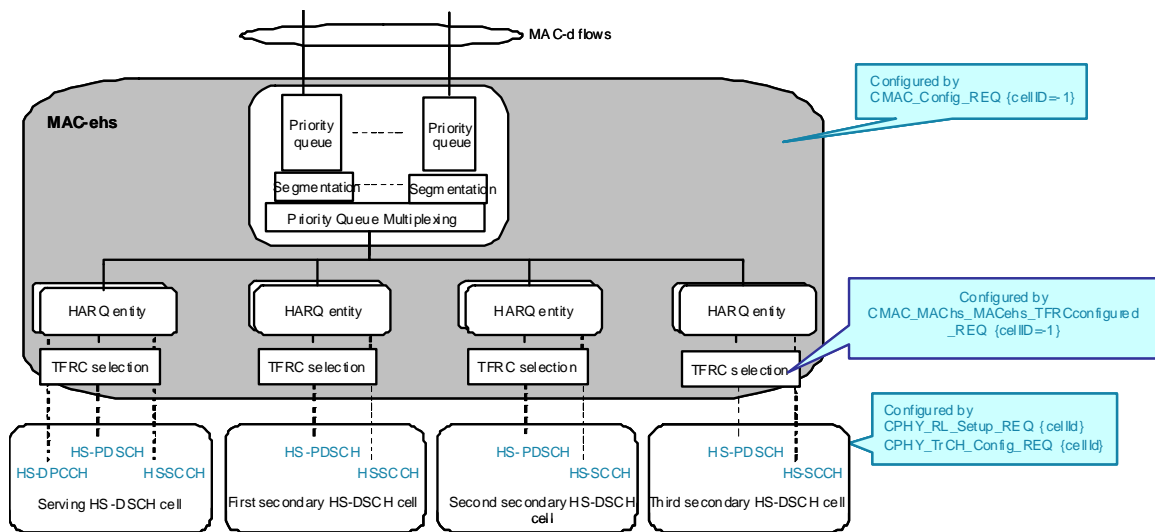 MAC-d flows
Configured by
CMAC_Config_REQ {cellID=-1}
MAC-ehs
Priority
queue
Priority
queue
Segmentation
Segmentation
Priority Queue Multiplexing
HARQ entity
HARQ entity
HARQ entity
HARQ entity
Configured by
CMAC_MAChs_MACehs_TFRCconfigured
_REQ {cellID=-1}
TFRC selection
TFRC selection
TFRC selection
TFRC selection
Configured by
CPHY_RL_Setup_REQ {cellId}
CPHY_TrCH_Config_REQ {cellId}
HS-PDSCH
HS-DPCCH
HSSCCH
Serving HS-DSCH cell
HS-PDSCH
HSSCCH
First secondary HS-DSCH cell
HS-PDSCH
HS-SCCH
Second secondary HS-DSCH
cell
HS-PDSCH
HS-SCCH
Third secondary HS-DSCH cell